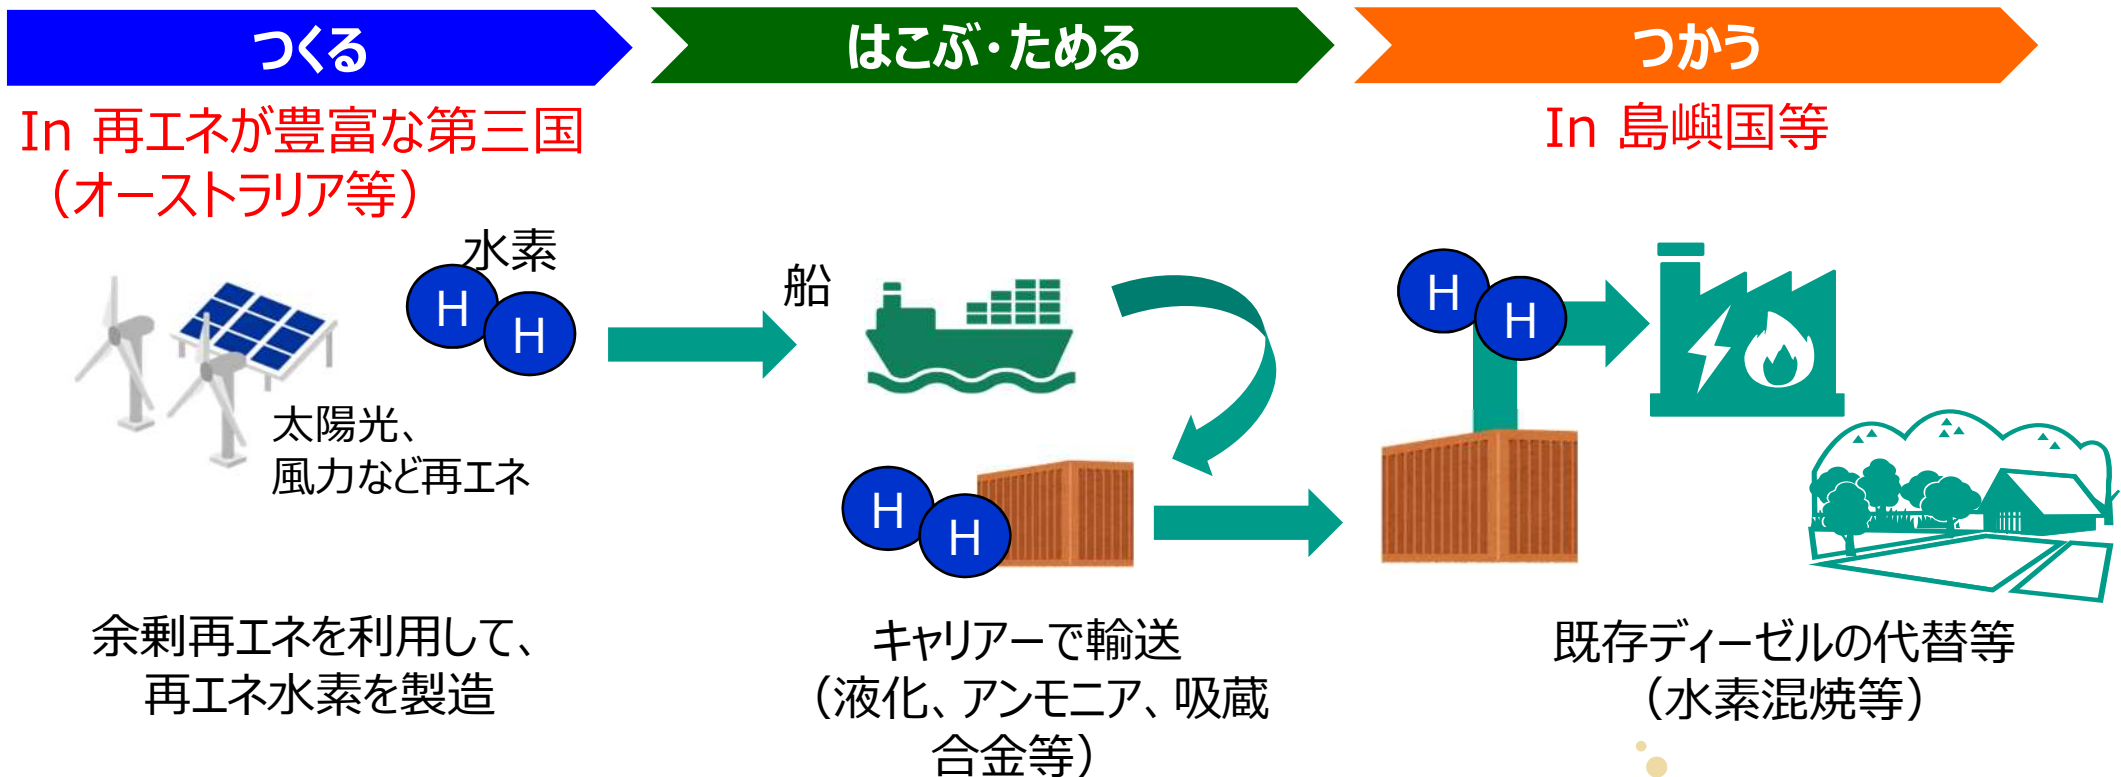 つくる
はこぶ・ためる
つかう
In 再エネが豊富な第三国
（オーストラリア等）
In 島嶼国等
水素
H
H
太陽光、
風力など再エネ
船
H
H
H
H
余剰再エネを利用して、
再エネ水素を製造
キャリアーで輸送
（液化、アンモニア、吸蔵
合金等）
既存ディーゼルの代替等
（水素混焼等）